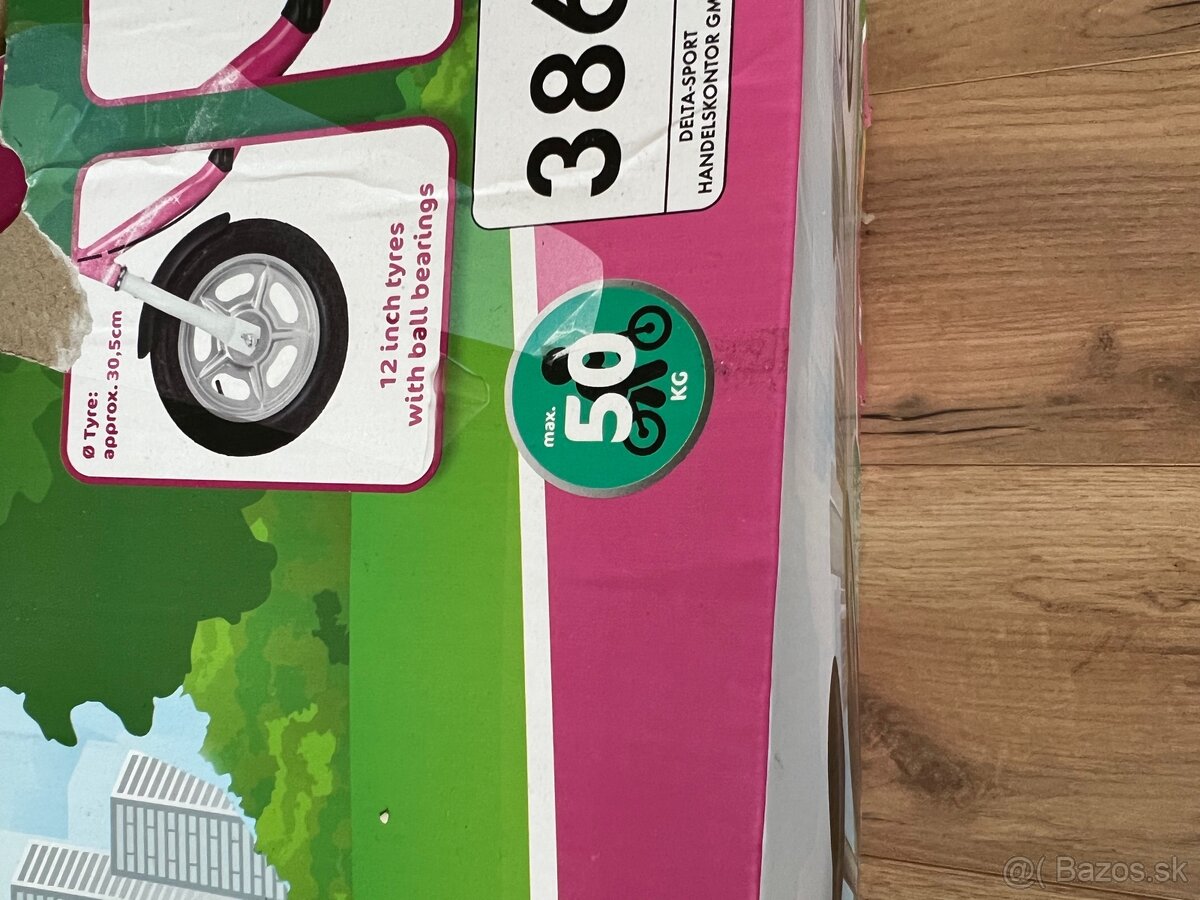 386
DELTA-SPORT
HANDELSKONTOR GM
Ø Tyre:
approx. 30,5cm
12 inch tyres
with ball bearings
max.
50
KG
@( Bazos.sk